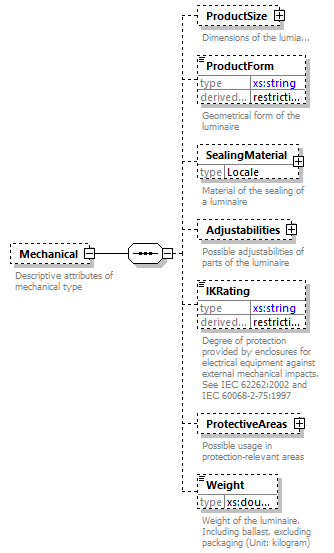 ProductSize
Dimensions of the lumia...
ProductForm
type xs:string
derived... restricti...
Geometrical form of the
luminaire
SealingMaterial
type Locale
Material of the sealing of
a luminaire
Adjustabilities
Possible adjustabilities of
parts of the luminaire
Mechanical
Descriptive attributes of
mechanical type
IKRating
type xs:string
derived... restricti...
Degree of protection
provided by enclosures for
electrical equipment against
external mechanical impacts.
See IEC 62262:2002 and
IEC 60068-2-75:1997
ProtectiveAreas
Possible usage in
protection-relevant areas
Weight
type xs:dou...
Weight of the luminaire.
Including ballast, excluding
packaging (Unit: kilogram)